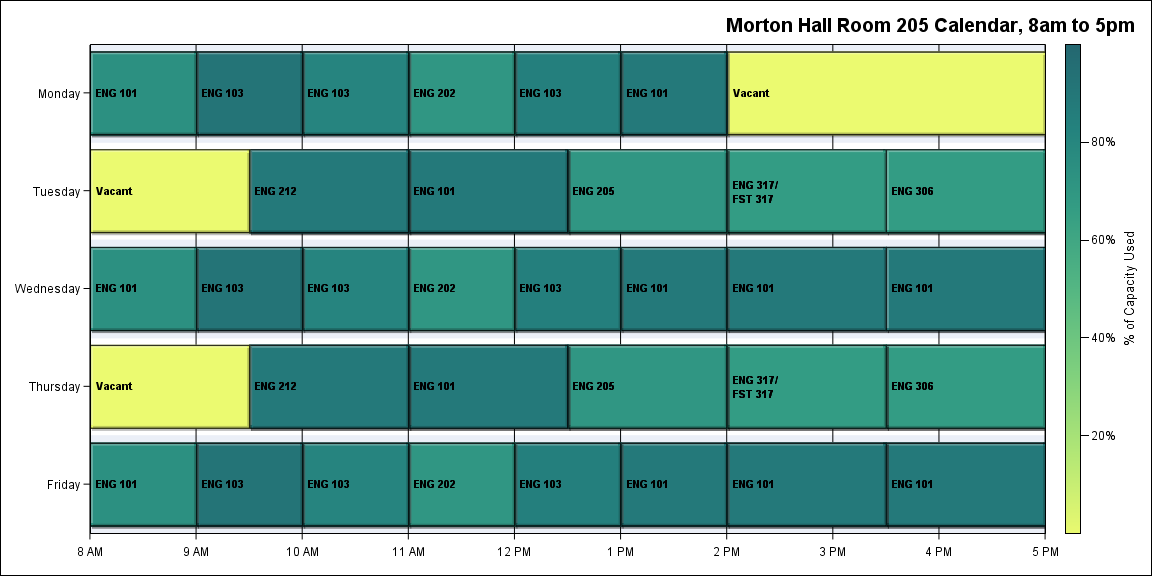 Morton Hall Room 205 Calendar, 8am to 5pm
Monday
ENG 101
ENG 103
ENG 103
ENG 202
ENG 103
ENG 101
Vacant
Tuesday
Vacant
ENG 212
ENG 101
ENG 205
ENG 317/
FST 317
ENG 306
Wednesday
ENG 101
ENG 103
ENG 103
ENG 202
ENG 103
ENG 101
ENG 101
ENG 101
Thursday
Vacant
ENG 212
ENG 101
ENG 205
ENG 317/
FST 317
ENG 306
Friday
ENG 101
ENG 103
ENG 103
ENG 202
ENG 103
ENG 101
ENG 101
ENG 101
8 AM
9 AM
10 AM
11 AM
12 PM
1 PM
2 PM
3 PM
4 PM
5 PM
80%
60%
40%
20%
% of Capacity Used